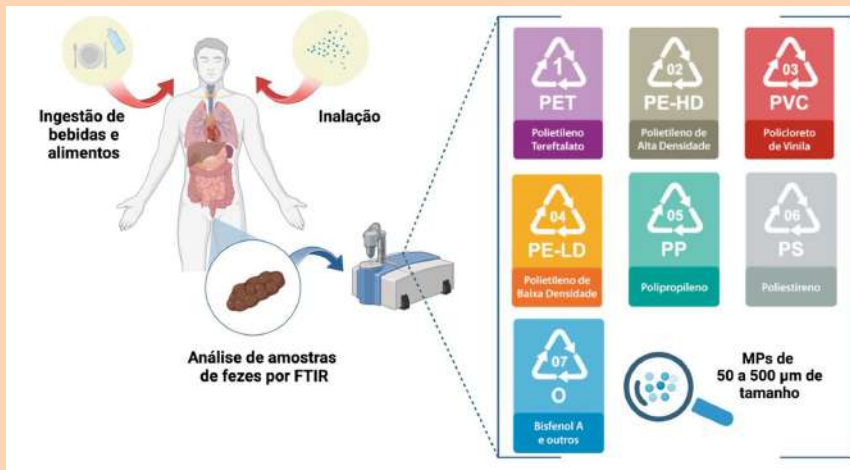 Ingestão de
bebidas e
alimentos
Inalação
Análise de amostras
de fezes por FTIR
1
PET
Polietileno
Tereftalato
02
PE-HD
Polietileno de
Alta Densidade
03
PVC
Policloreto
de Vinila
04
PE-LD
Polietileno de
Baixa Densidade
05
PP
Polipropileno
06
PS
Poliestireno
07
O
Bisfenol A
e outros
MPs de
50 a 500 µm de
tamanho